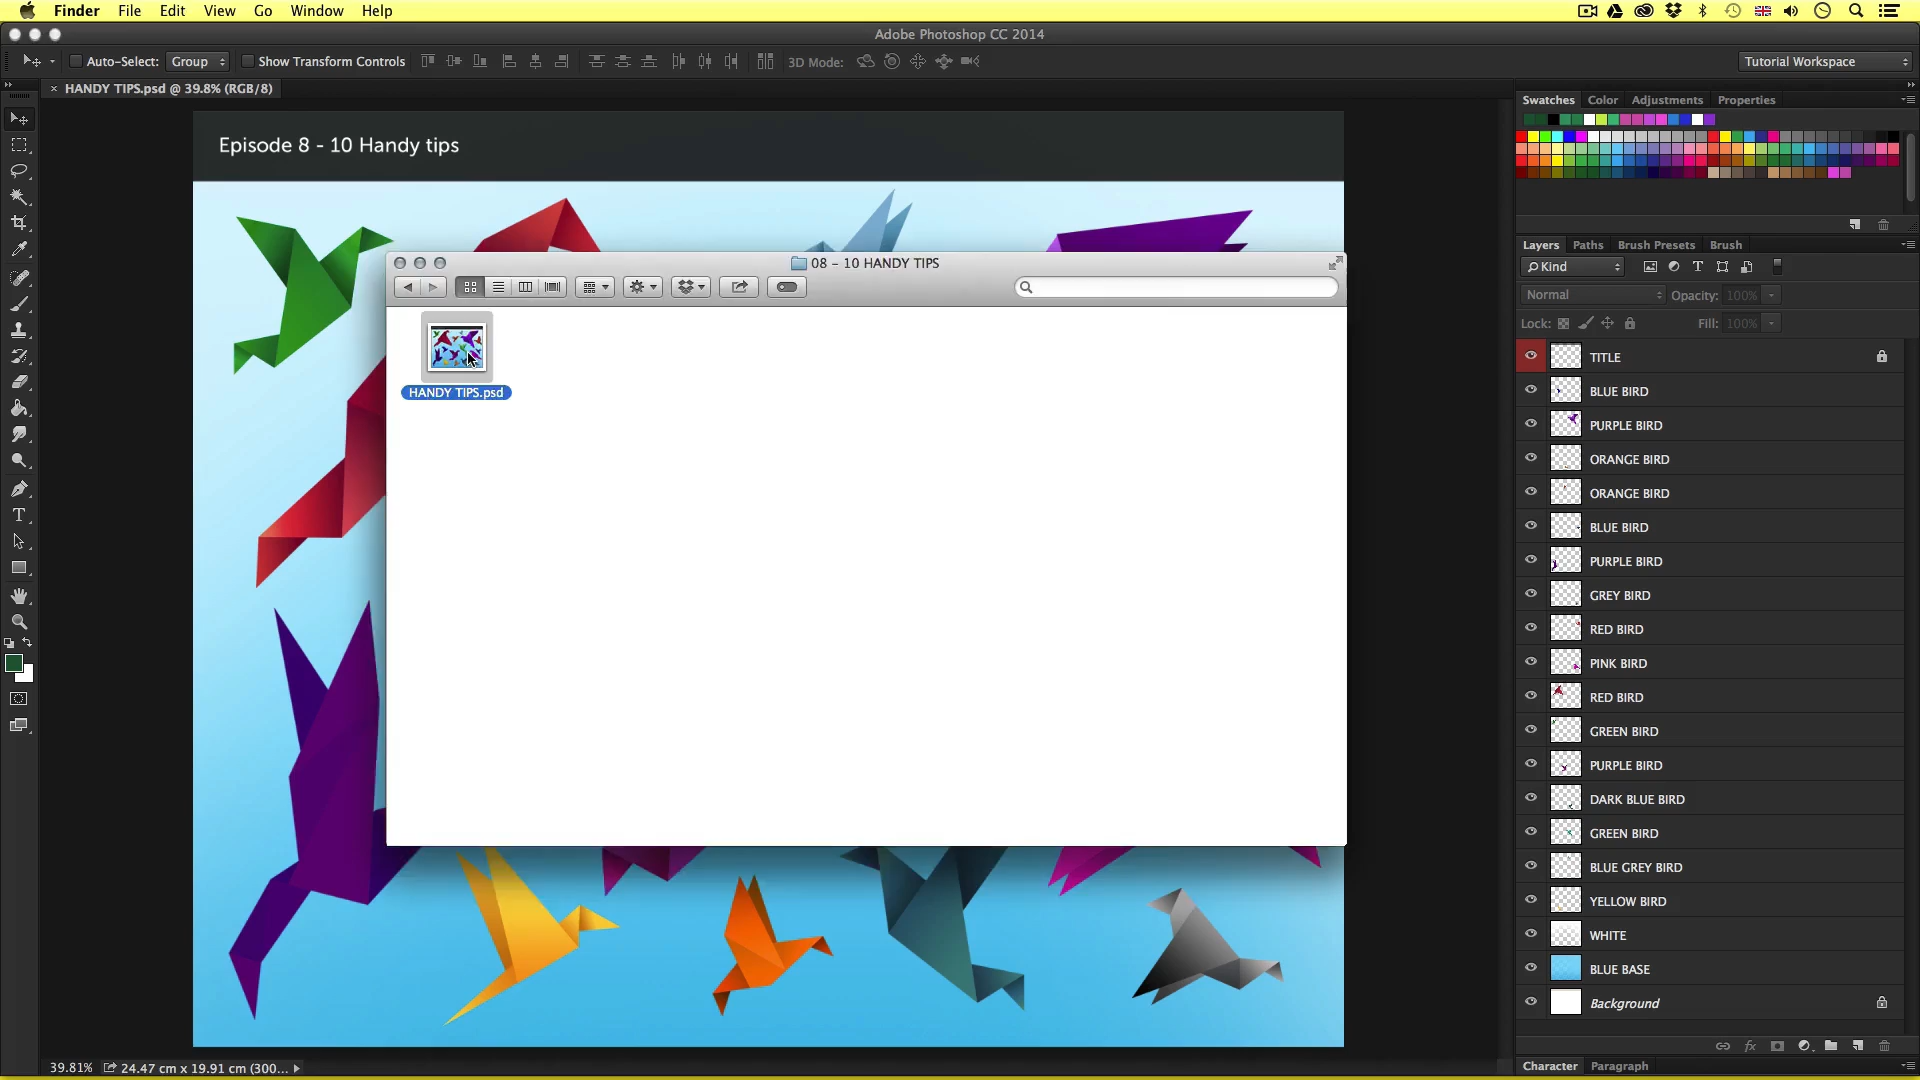 Finder File Edit View Go Window Help
Adobe Photoshop CC 2014
Auto-Select: Group Show Transform Controls 3D Mode: Tutorial Workspace
× HANDY TIPS.psd @ 39.8% (RGB/8)
Swatches Color Adjustments Properties
Episode 8 - 10 Handy tips
Layers Paths Brush Presets Brush
Kind
Normal Opacity: 100%
Lock: Fill: 100%
08 - 10 HANDY TIPS
HANDY TIPS.psd
TITLE
BLUE BIRD
PURPLE BIRD
ORANGE BIRD
ORANGE BIRD
BLUE BIRD
PURPLE BIRD
GREY BIRD
RED BIRD
PINK BIRD
RED BIRD
GREEN BIRD
PURPLE BIRD
DARK BLUE BIRD
GREEN BIRD
BLUE GREY BIRD
YELLOW BIRD
WHITE
BLUE BASE
Background
39.81% 24.47 cm x 19.91 cm (300...
Character Paragraph